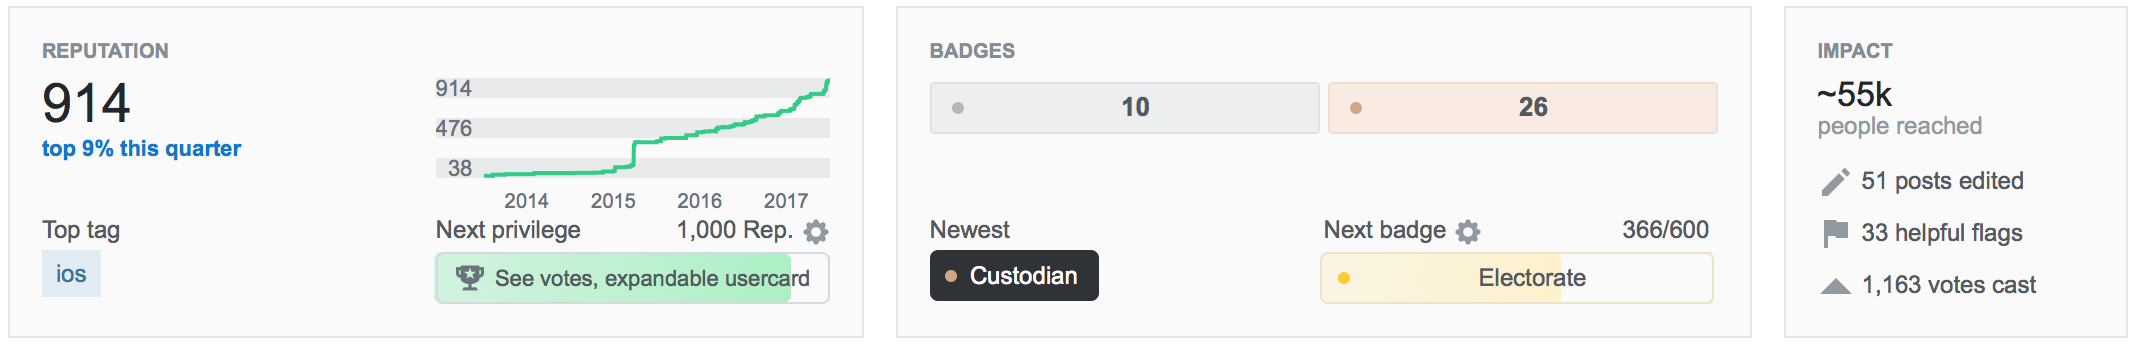 REPUTATION
914
top 9% this quarter
914
476
38
2014 2015 2016 2017
Top tag
ios
Next privilege 1,000 Rep.
See votes, expandable usercard
BADGES
10 26
Newest
Custodian
Next badge 366/600
Electorate
IMPACT
~55k
people reached
51 posts edited
33 helpful flags
1,163 votes cast